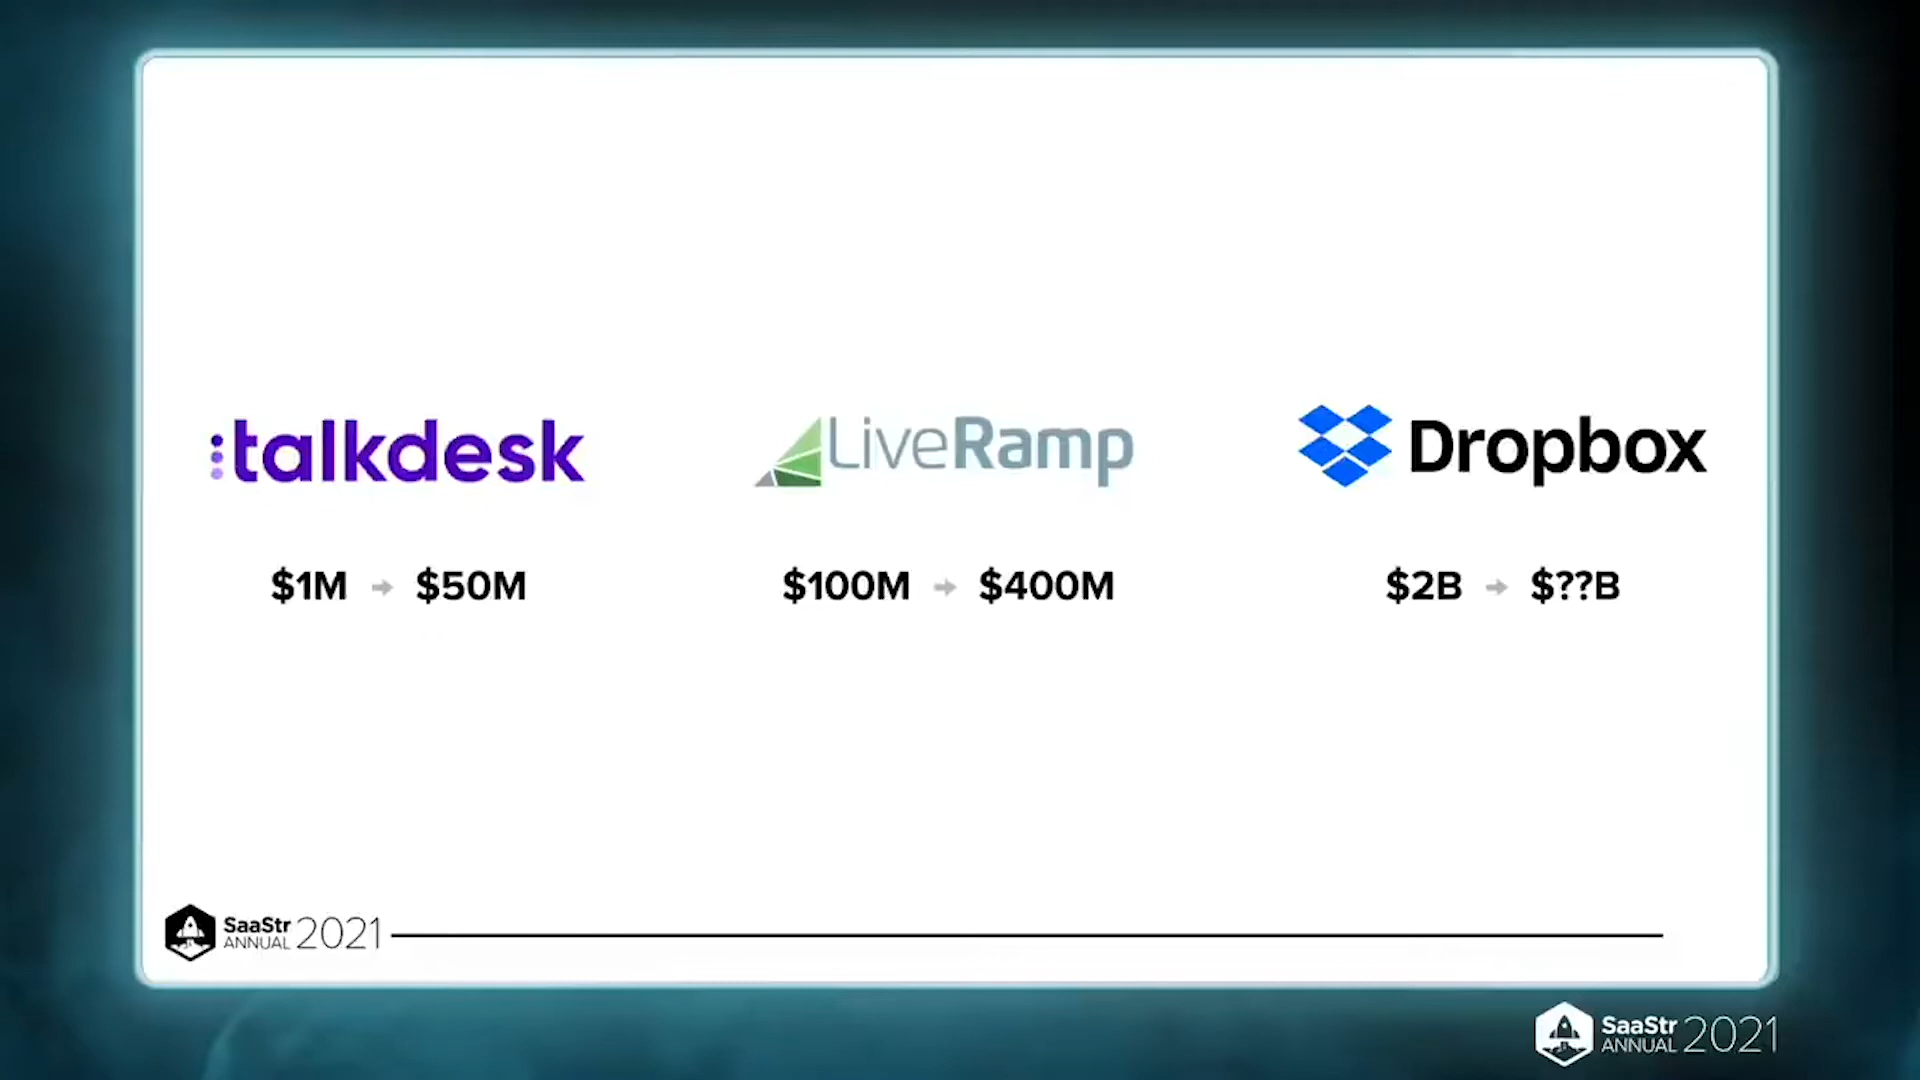 talkdesk
$1M → $50M
LiveRamp
$100M → $400M
Dropbox
$2B → $??B
SaaStr
ANNUAL 2021
SaaStr
ANNUAL 2021